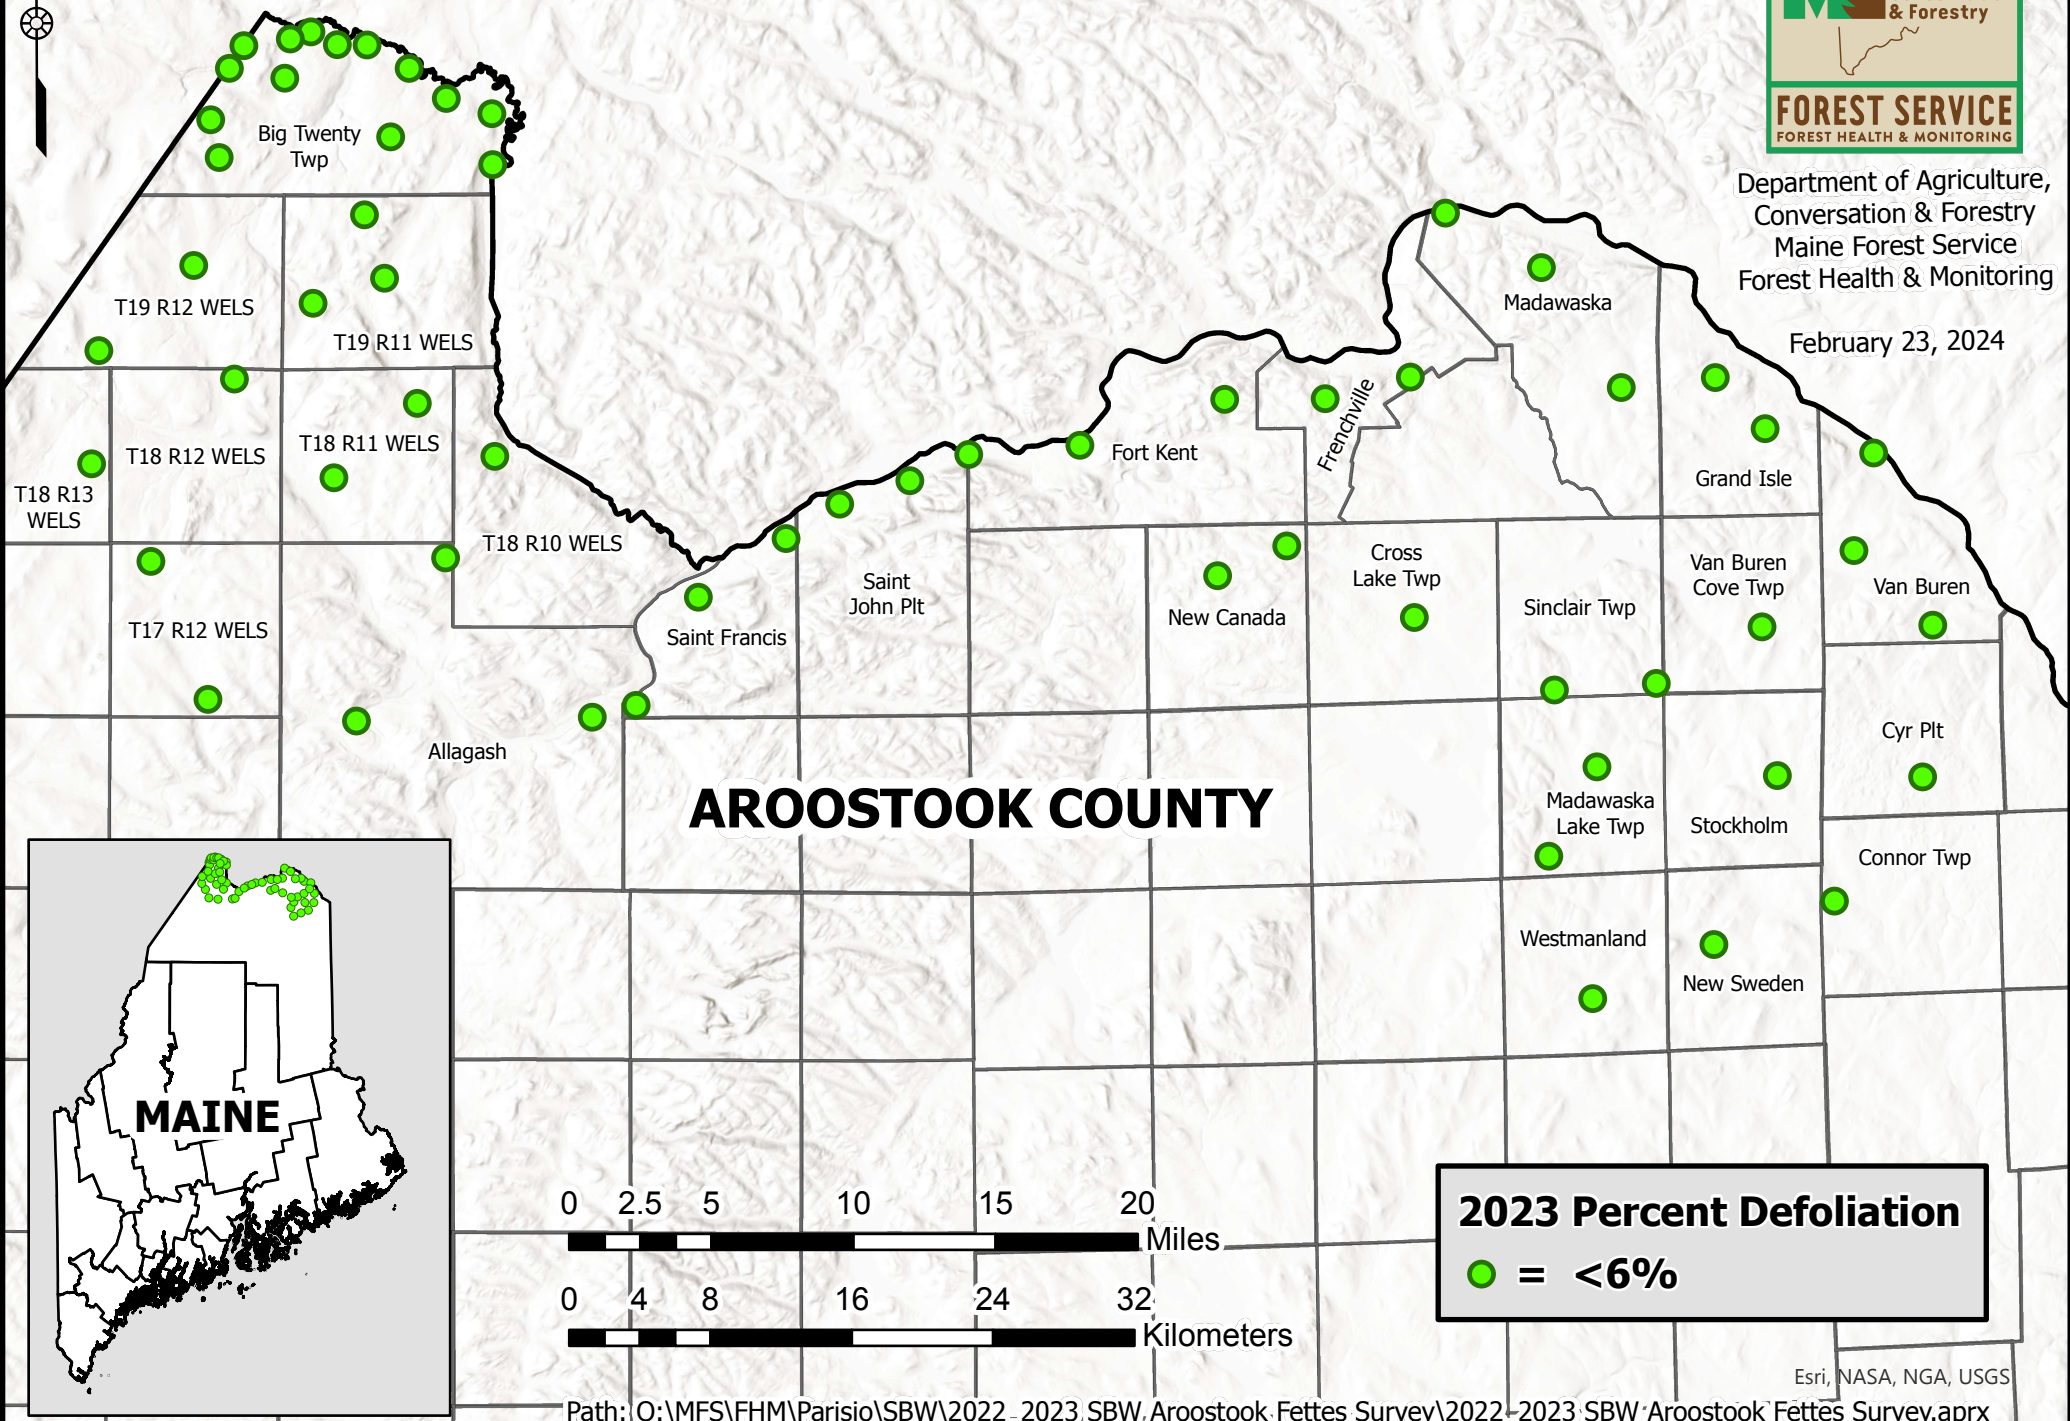 & Forestry
FOREST SERVICE
FOREST HEALTH & MONITORING
Department of Agriculture,
Conversation & Forestry
Maine Forest Service
Forest Health & Monitoring
February 23, 2024
Big Twenty
Twp
T19 R12 WELS
T19 R11 WELS
Madawaska
T18 R13
WELS
T18 R12 WELS
T18 R11 WELS
T18 R10 WELS
Fort Kent
Frenchville
Grand Isle
Saint
John Plt
Saint Francis
New Canada
Cross
Lake Twp
Sinclair Twp
Van Buren
Cove Twp
Van Buren
T17 R12 WELS
Allagash
AROOSTOOK COUNTY
Cyr Plt
Madawaska
Lake Twp
Stockholm
Connor Twp
Westmanland
New Sweden
MAINE
0 2.5 5 10 15 20
Miles
0 4 8 16 24 32
Kilometers
2023 Percent Defoliation
= <6%
Esri, NASA, NGA, USGS
Path: O:\MFS\FHM\Parisio\SBW\2022_2023 SBW Aroostook Fettes Survey\2022_2023 SBW Aroostook Fettes Survey.aprx